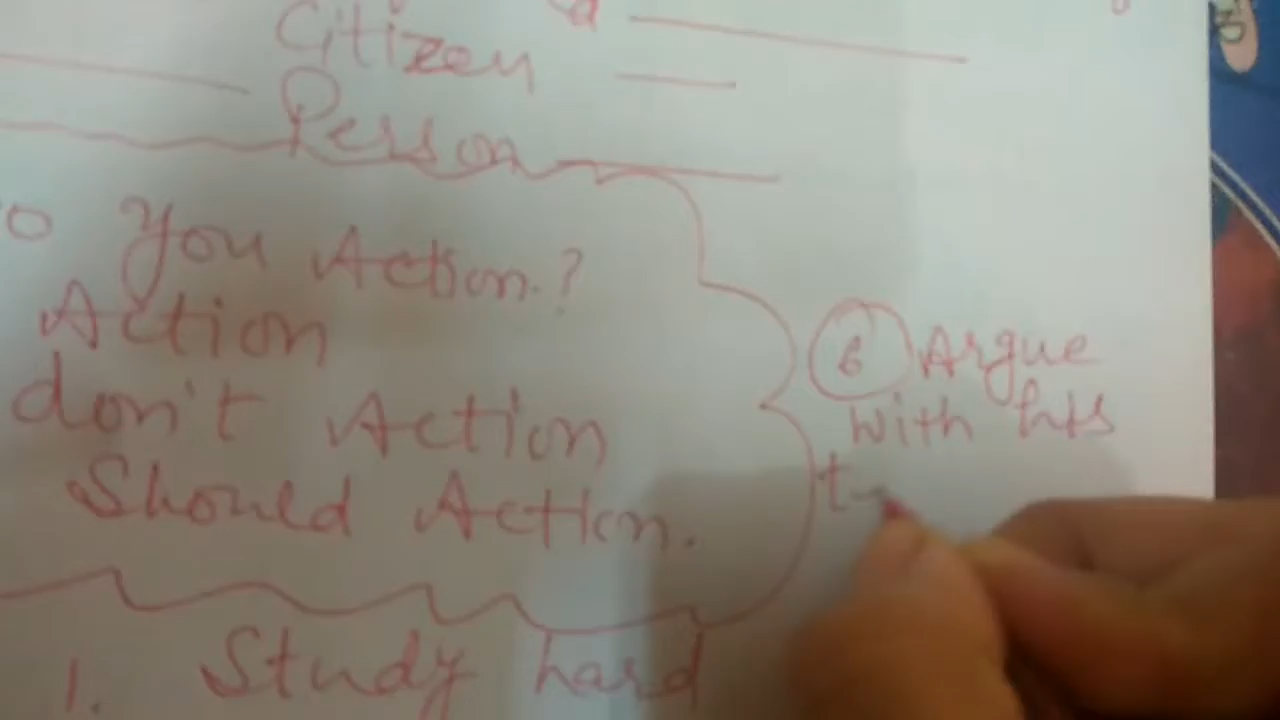 Citizen
Person
You Action.?
Action
don't Action
Should Action.
6 Argue
with his
1. Study hard